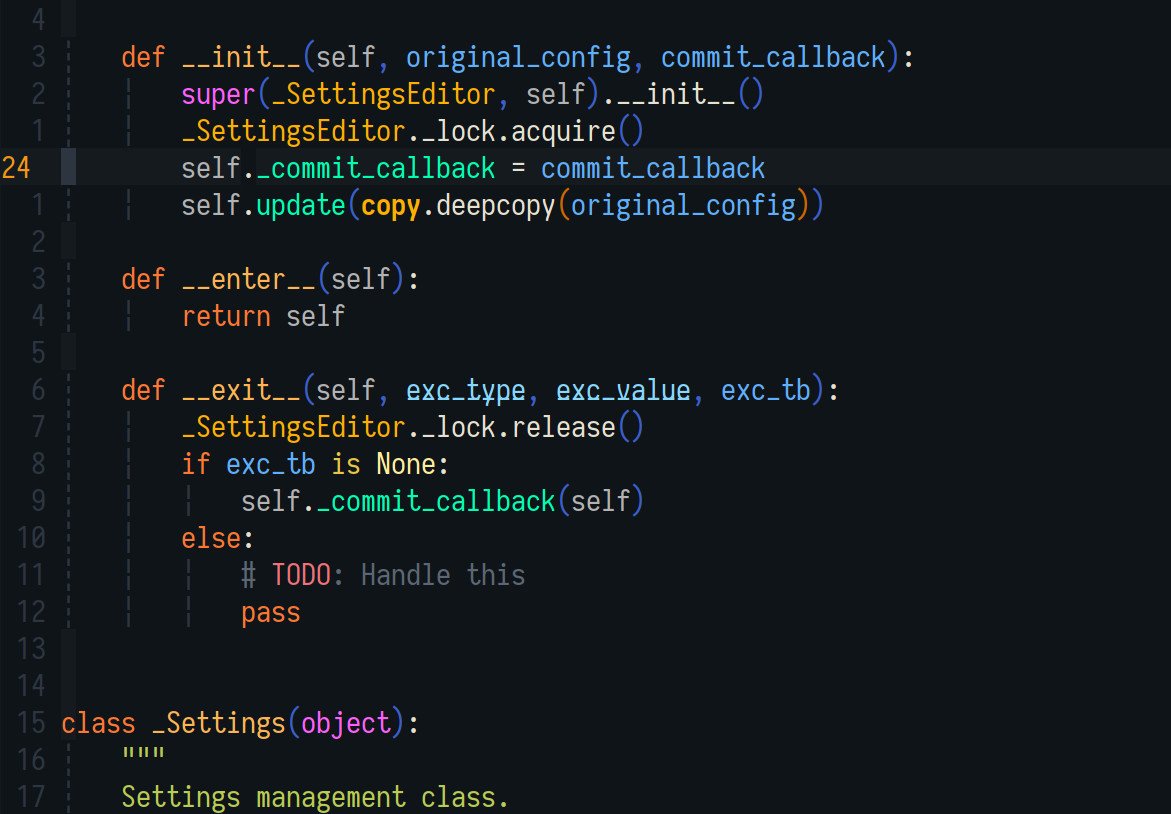 4
3     def __init__(self, original_config, commit_callback):
2         super(_SettingsEditor, self).__init__()
1         _SettingsEditor._lock.acquire()
24        self._commit_callback = commit_callback
1         self.update(copy.deepcopy(original_config))
2
3     def __enter__(self):
4         return self
5
6     def __exit__(self, exc_type, exc_value, exc_tb):
7         _SettingsEditor._lock.release()
8         if exc_tb is None:
9             self._commit_callback(self)
10        else:
11            # TODO: Handle this
12            pass
13
14
15 class _Settings(object):
16    """
17    Settings management class.